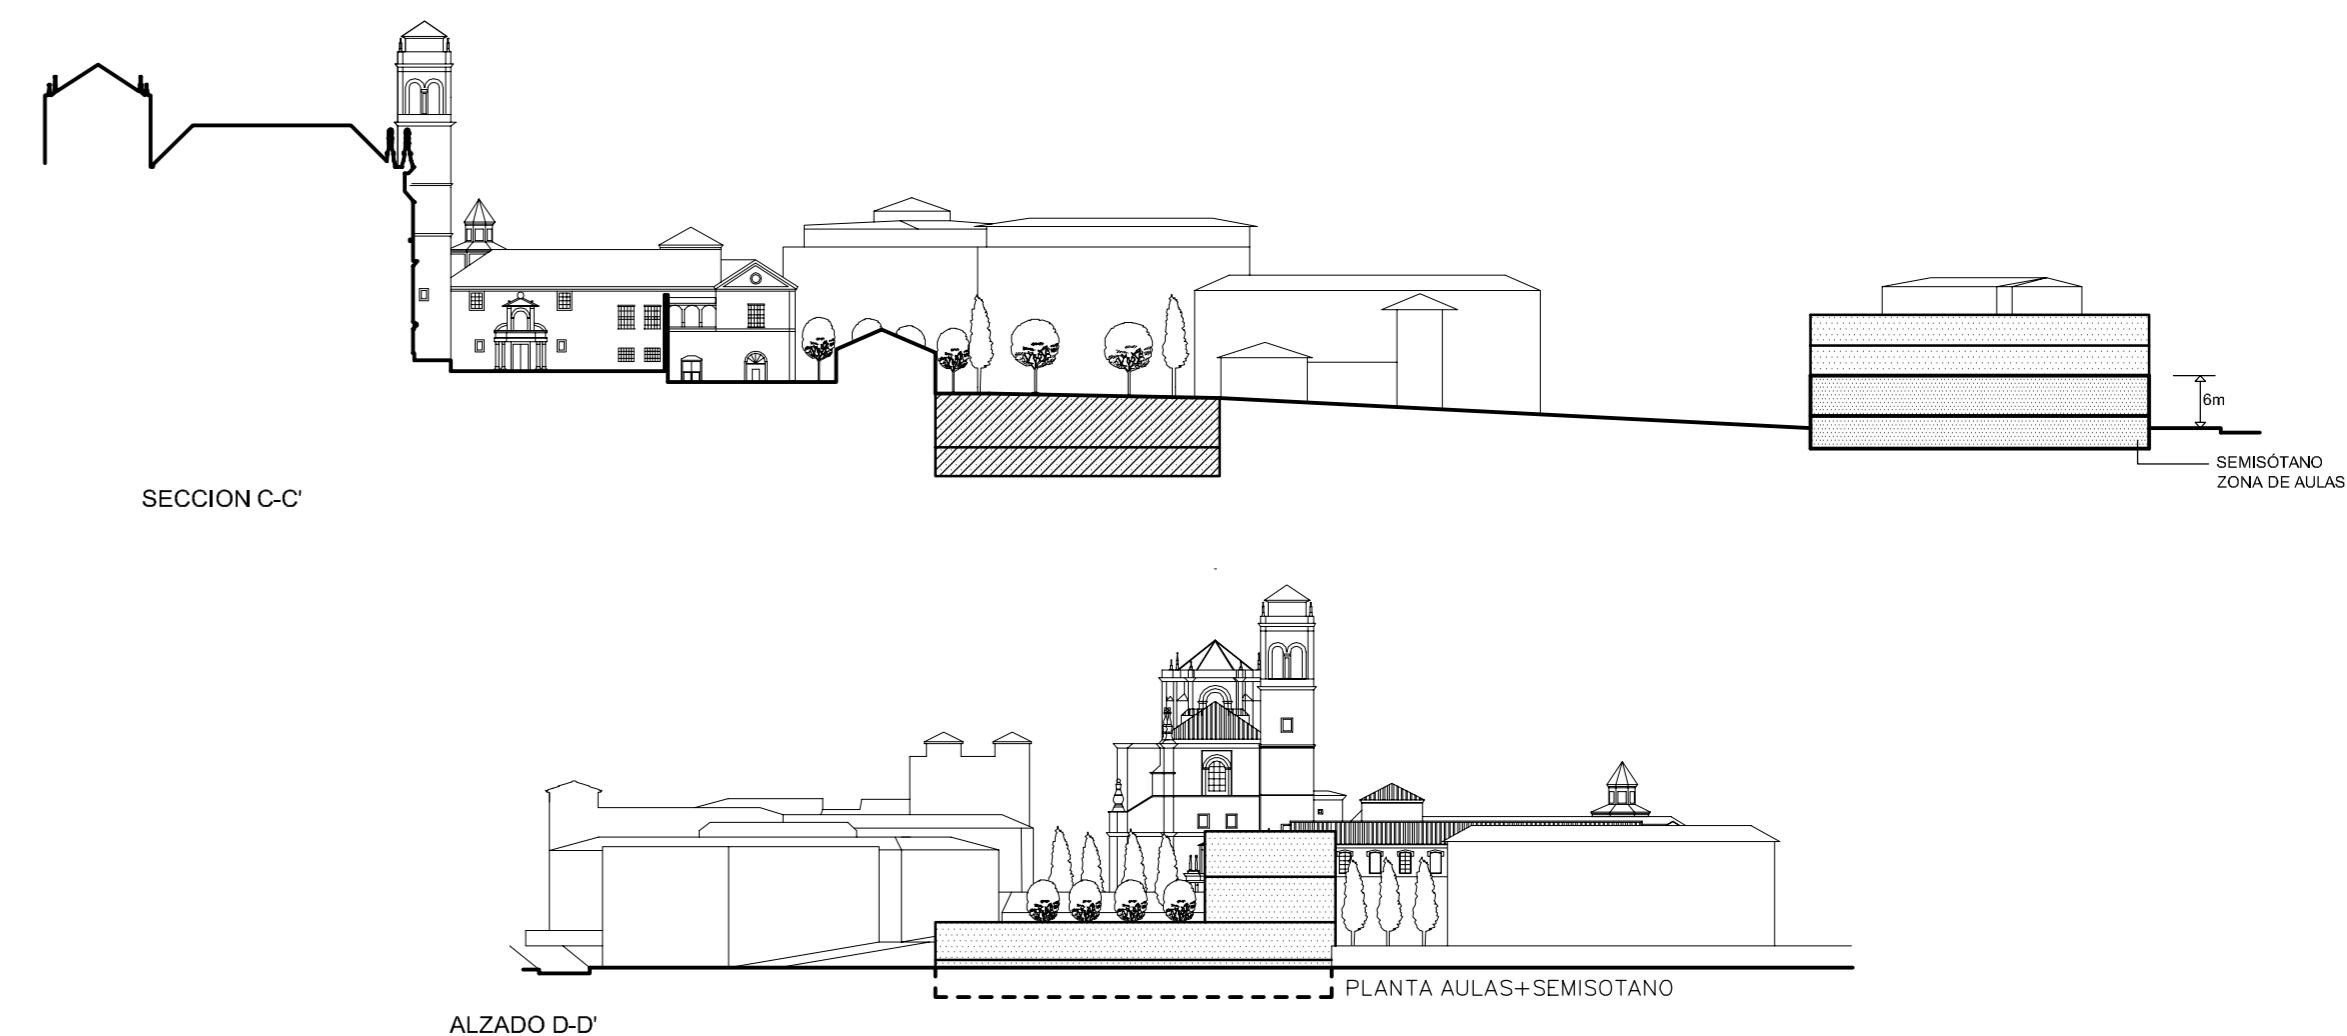 6m
SEMISÓTANO
ZONA DE AULAS
SECCION C-C'
PLANTA AULAS+SEMISOTANO
ALZADO D-D'